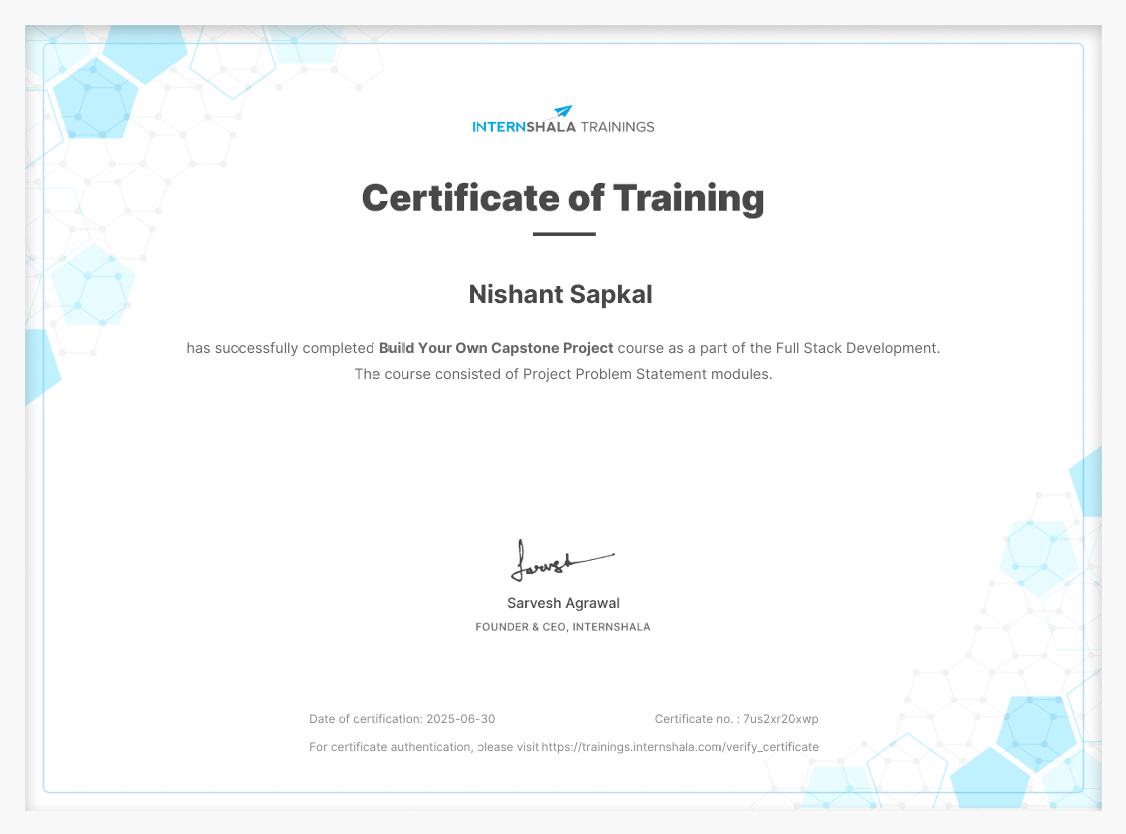 INTERNSHALA TRAININGS
Certificate of Training
Nishant Sapkal
has successfully completed Build Your Own Capstone Project course as a part of the Full Stack Development.
The course consisted of Project Problem Statement modules.
Sarvesh
Sarvesh Agrawal
FOUNDER & CEO, INTERNSHALA
Date of certification: 2025-06-30 Certificate no. : 7us2xr20xwp
For certificate authentication, please visit https://trainings.internshala.com/verify_certificate